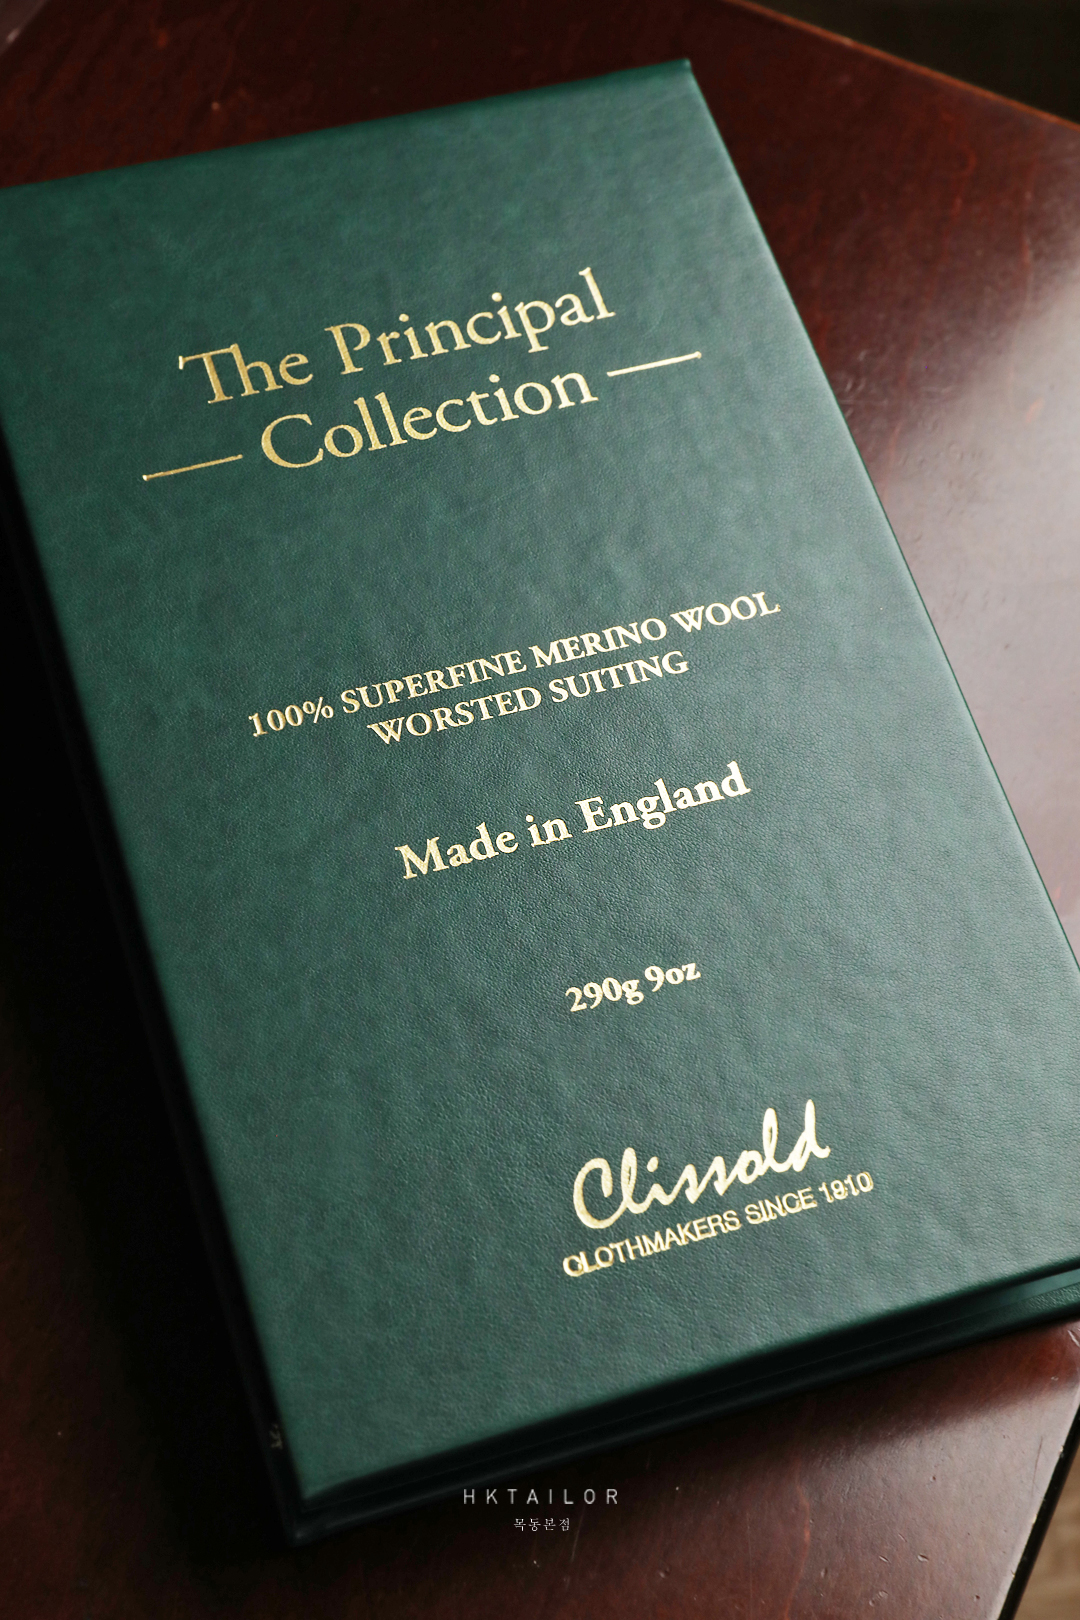 The Principal
— Collection —
100% SUPERFINE MERINO WOOL
WORSTED SUITING
Made in England
290g 9oz
Clissold
CLOTHMAKERS SINCE 1910
HKTAILOR
목동본점